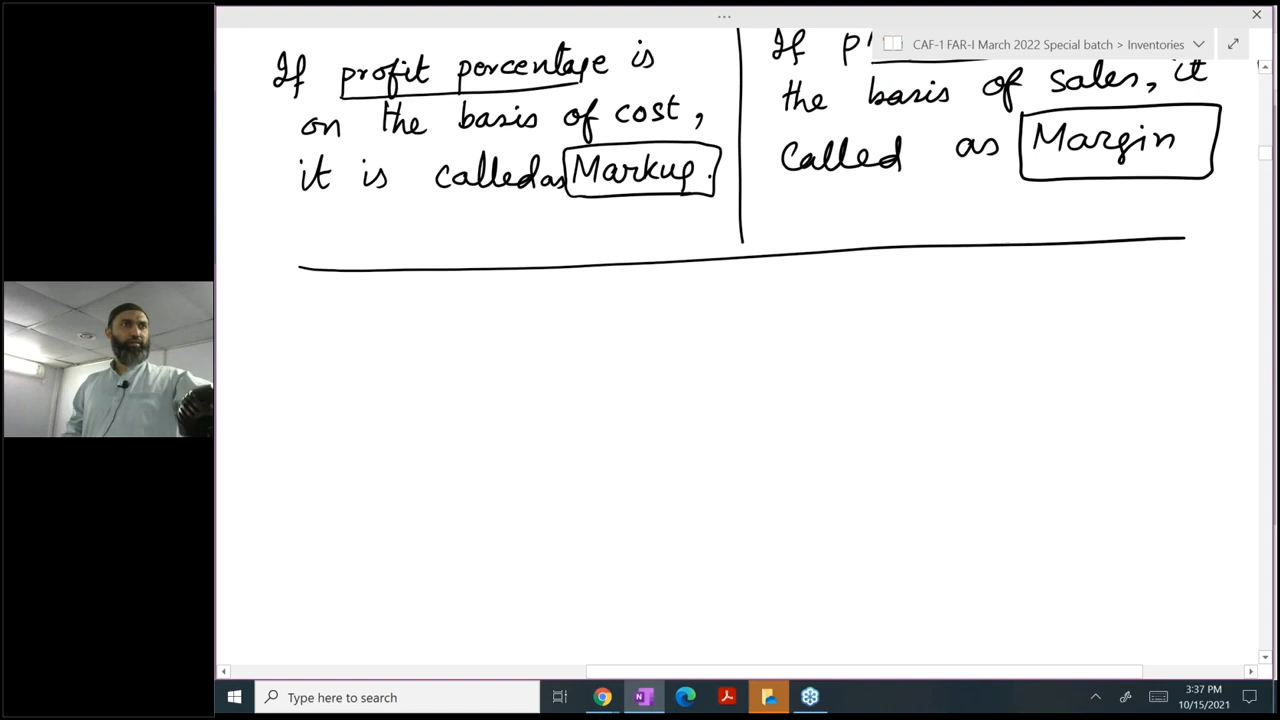 CAF-1 FAR-I March 2022 Special batch > Inventories
If profit percentage is
on the basis of cost,
it is called as Markup.
If
the basis of sales, it
called as Margin
Type here to search
3:37 PM
10/15/2021